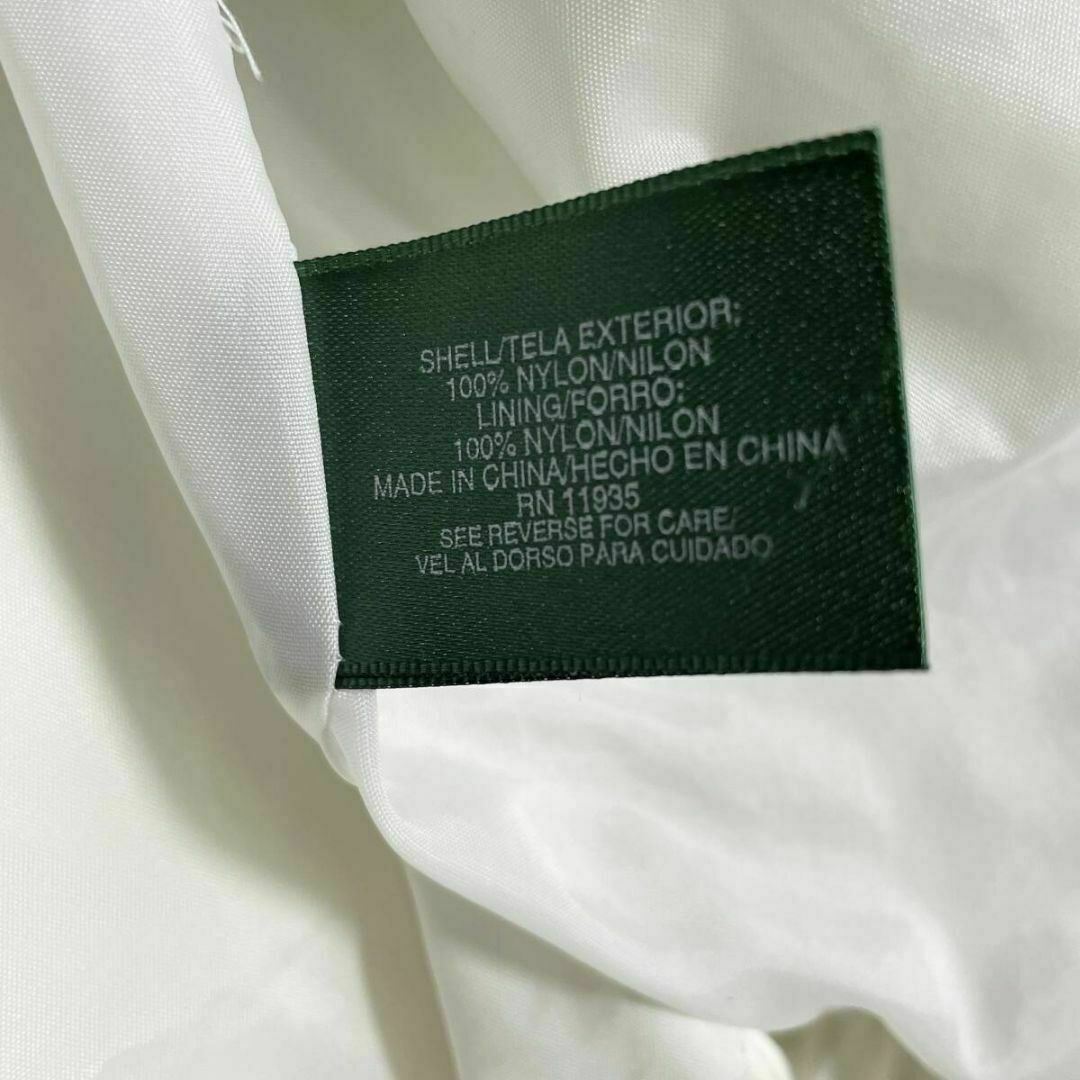 SHELL/TELA EXTERIOR:
100% NYLON/NILON
LINING/FORRO:
100% NYLON/NILON
MADE IN CHINA/HECHO EN CHINA
RN 11935
SEE REVERSE FOR CARE/
VEL AL DORSO PARA CUIDADO